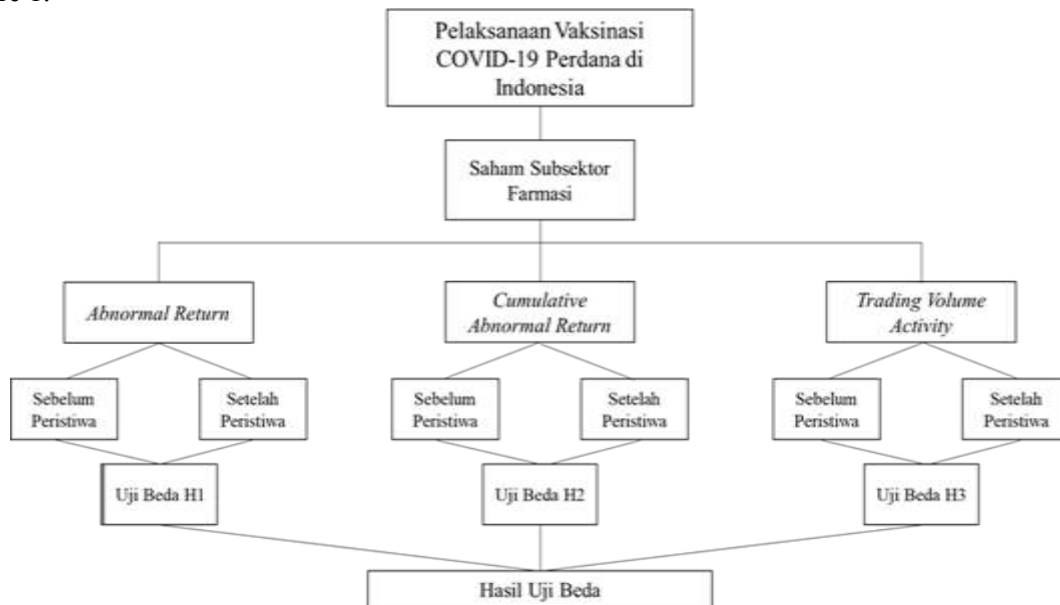 Pelaksanaan Vaksinasi
COVID-19 Perdana di
Indonesia
Saham Subsektor
Farmasi
Abnormal Return
Cumulative
Abnormal Return
Trading Volume
Activity
Sebelum
Peristiwa
Setelah
Peristiwa
Sebelum
Peristiwa
Setelah
Peristiwa
Sebelum
Peristiwa
Setelah
Peristiwa
Uji Beda H1
Uji Beda H2
Uji Beda H3
Hasil Uji Beda